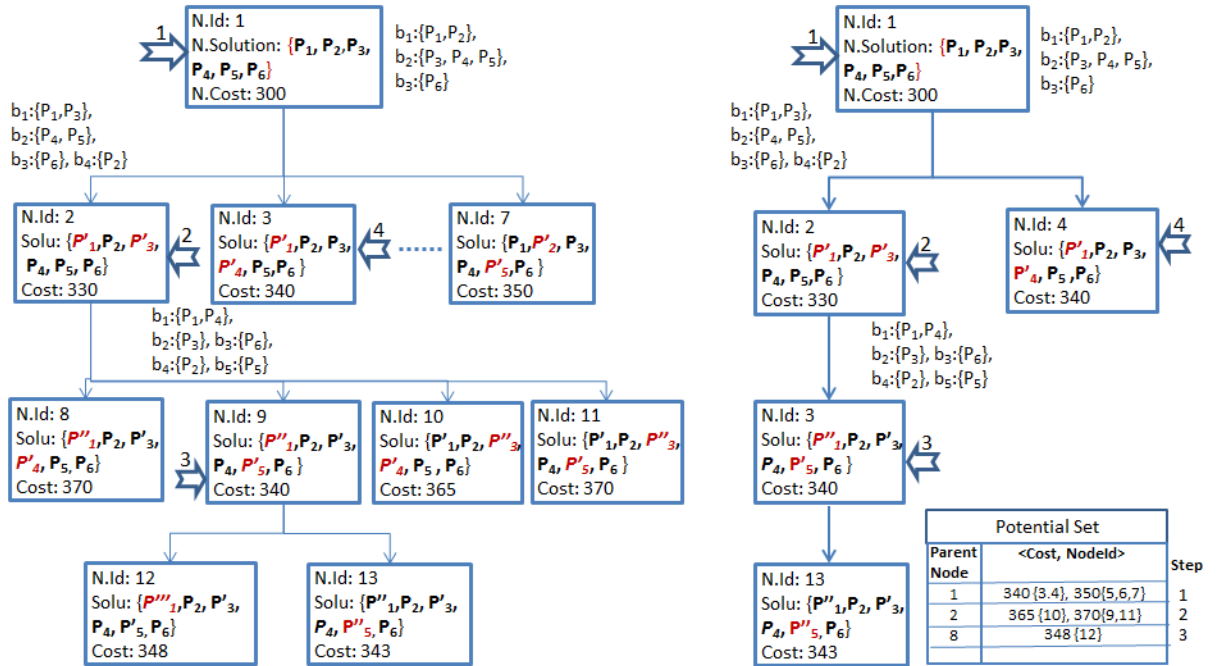 1
N.Id: 1
N.Solution: {P₁, P₂,P₃,
P₄, P₅, P₆}
N.Cost: 300
b₁:{P₁,P₂},
b₂:{P₃, P₄, P₅},
b₃:{P₆}
b₁:{P₁,P₃},
b₂:{P₄, P₅},
b₃:{P₆}, b₄:{P₂}
N.Id: 2
Solu: {P'₁,P₂, P'₃,
P₄, P₅, P₆}
Cost: 330
2
N.Id: 3
Solu: {P'₁,P₂, P₃,
P'₄, P₅,P₆}
Cost: 340
4
N.Id: 7
Solu: {P₁,P'₂, P₃,
P₄, P'₅, P₆}
Cost: 350
b₁:{P₁,P₄},
b₂:{P₃}, b₃:{P₆},
b₄:{P₂}, b₅:{P₅}
N.Id: 8
Solu: {P''₁,P₂, P'₃,
P'₄, P₅, P₆}
Cost: 370
3
N.Id: 9
Solu: {P''₁,P₂, P'₃,
P₄, P'₅, P₆}
Cost: 340
N.Id: 10
Solu: {P'₁,P₂, P''₃,
P'₄, P₅ , P₆}
Cost: 365
N.Id: 11
Solu: {P'₁,P₂, P''₃,
P₄, P'₅, P₆}
Cost: 370
N.Id: 12
Solu: {P'''₁,P₂, P'₃,
P₄, P'₅, P₆}
Cost: 348
N.Id: 13
Solu: {P''₁,P₂, P'₃,
P₄, P''₅, P₆}
Cost: 343
1
N.Id: 1
N.Solution: {P₁, P₂,P₃,
P₄, P₅,P₆}
N.Cost: 300
b₁:{P₁,P₂},
b₂:{P₃, P₄, P₅},
b₃:{P₆}
b₁:{P₁,P₃},
b₂:{P₄, P₅},
b₃:{P₆}, b₄:{P₂}
N.Id: 2
Solu: {P'₁,P₂, P'₃,
P₄, P₅,P₆}
Cost: 330
2
N.Id: 4
Solu: {P'₁,P₂, P₃,
P'₄, P₅ ,P₆}
Cost: 340
4
b₁:{P₁,P₄},
b₂:{P₃}, b₃:{P₆},
b₄:{P₂}, b₅:{P₅}
N.Id: 3
Solu: {P''₁,P₂, P'₃,
P₄, P'₅, P₆}
Cost: 340
3
N.Id: 13
Solu: {P''₁,P₂, P'₃,
P₄, P''₅, P₆}
Cost: 343
Potential Set
Parent Node <Cost, NodeId> Step
1 340 {3.4}, 350{5,6,7} 1
2 365 {10}, 370{9,11} 2
8 348 {12} 3